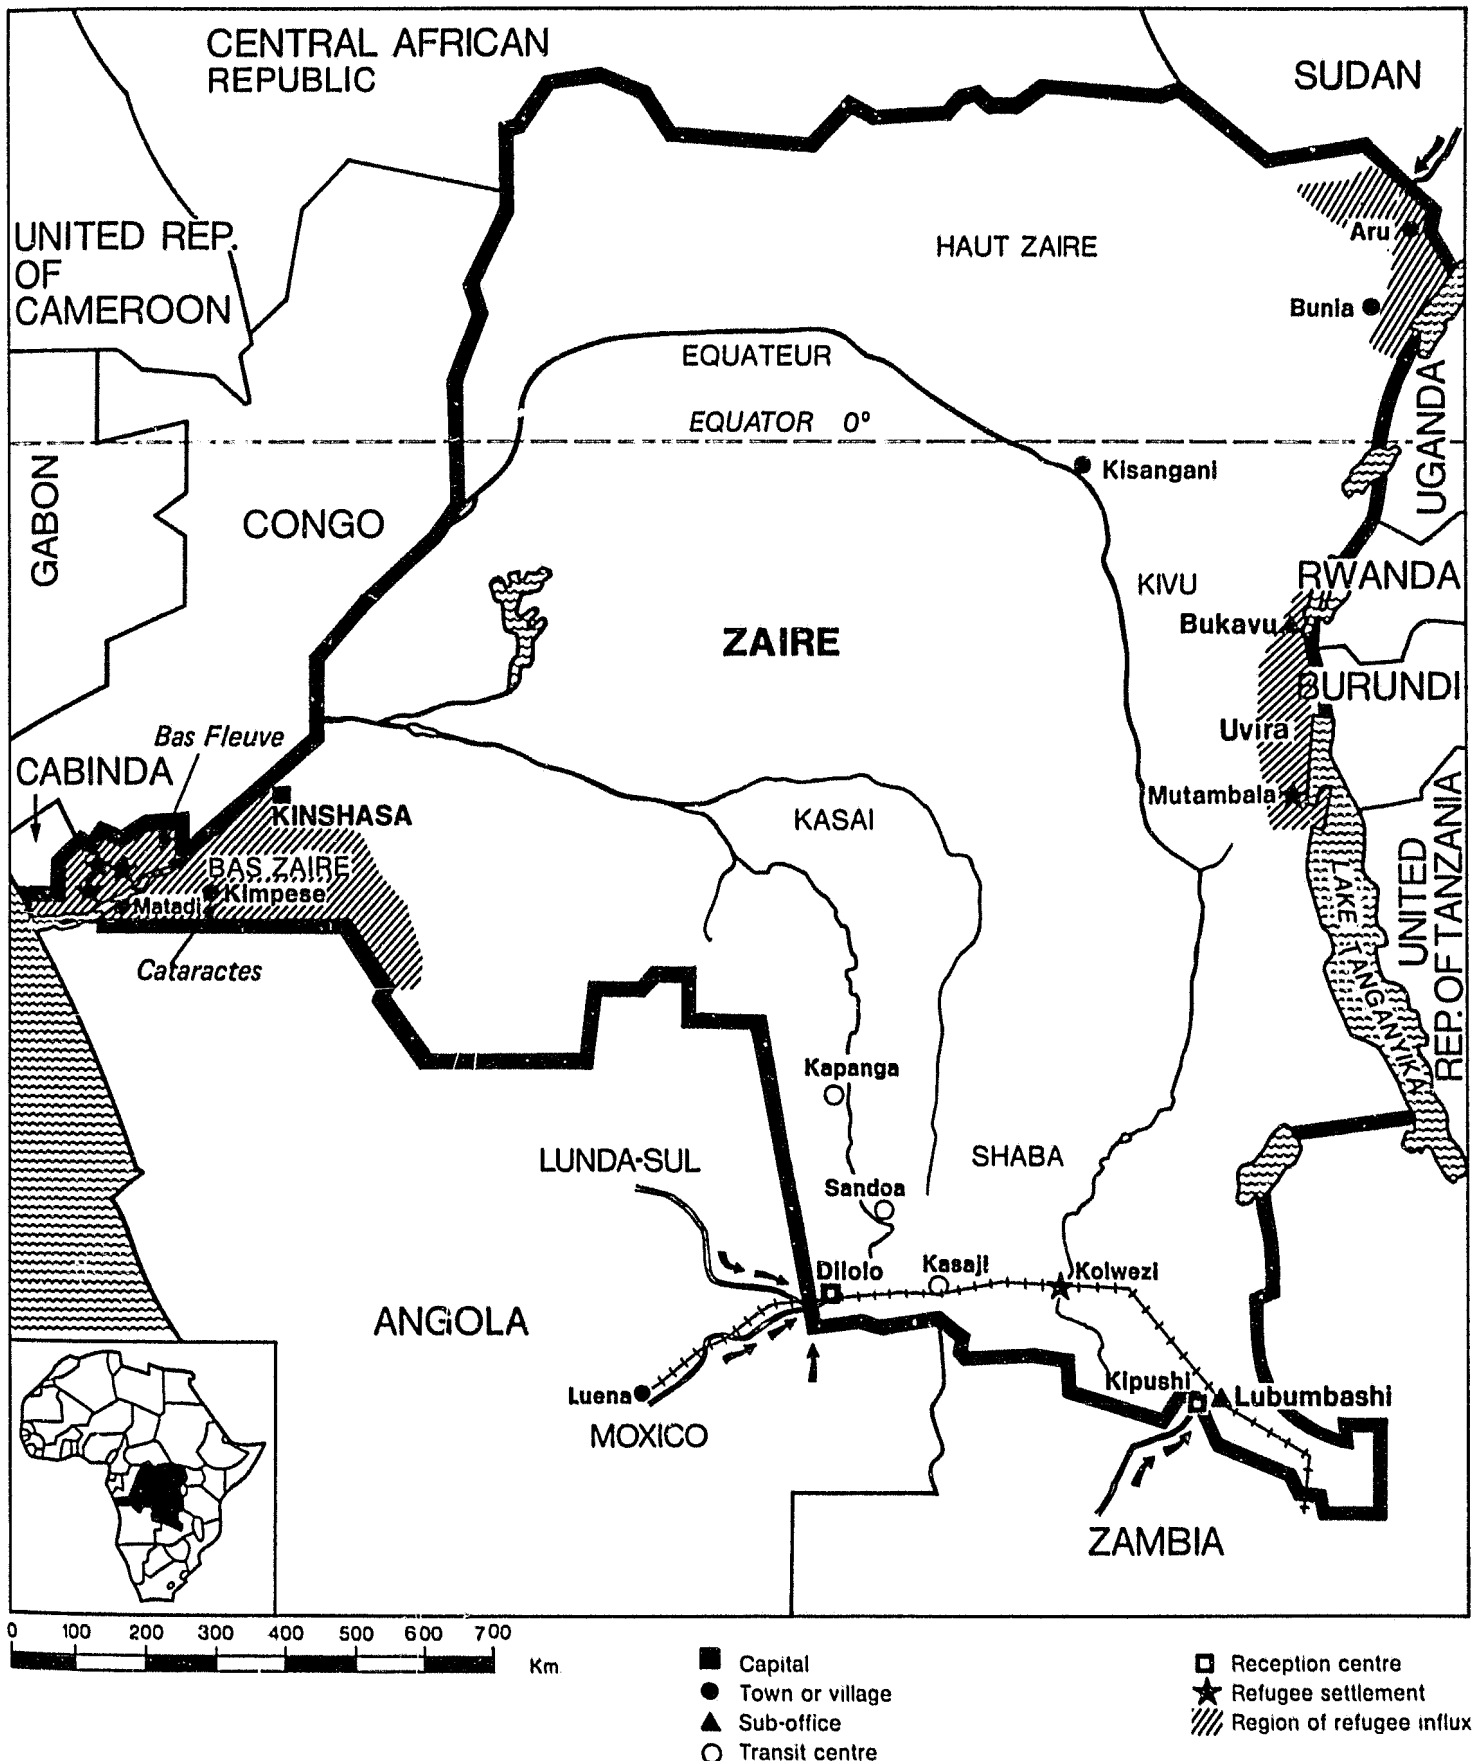 CENTRAL AFRICAN
REPUBLIC
SUDAN
UNITED REP.
OF
CAMEROON
HAUT ZAIRE
Aru
Bunia
EQUATEUR
EQUATOR 0°
UGANDA
GABON
CONGO
Kisangani
KIVU
RWANDA
Bukavu
ZAIRE
BURUNDI
Uvira
Bas Fleuve
CABINDA
KINSHASA
Mutambala
KASAI
BAS ZAIRE
Kimpese
Matadi
Cataractes
LAKE TANGANYIKA
UNITED
REP. OF TANZANIA
Kapanga
LUNDA-SUL
SHABA
Sandoa
Dilolo
Kasaji
Kolwezi
ANGOLA
Luena
MOXICO
Kipushi
Lubumbashi
ZAMBIA
0 100 200 300 400 500 600 700
Km
Capital
Town or village
Sub-office
Transit centre
Reception centre
Refugee settlement
Region of refugee influx